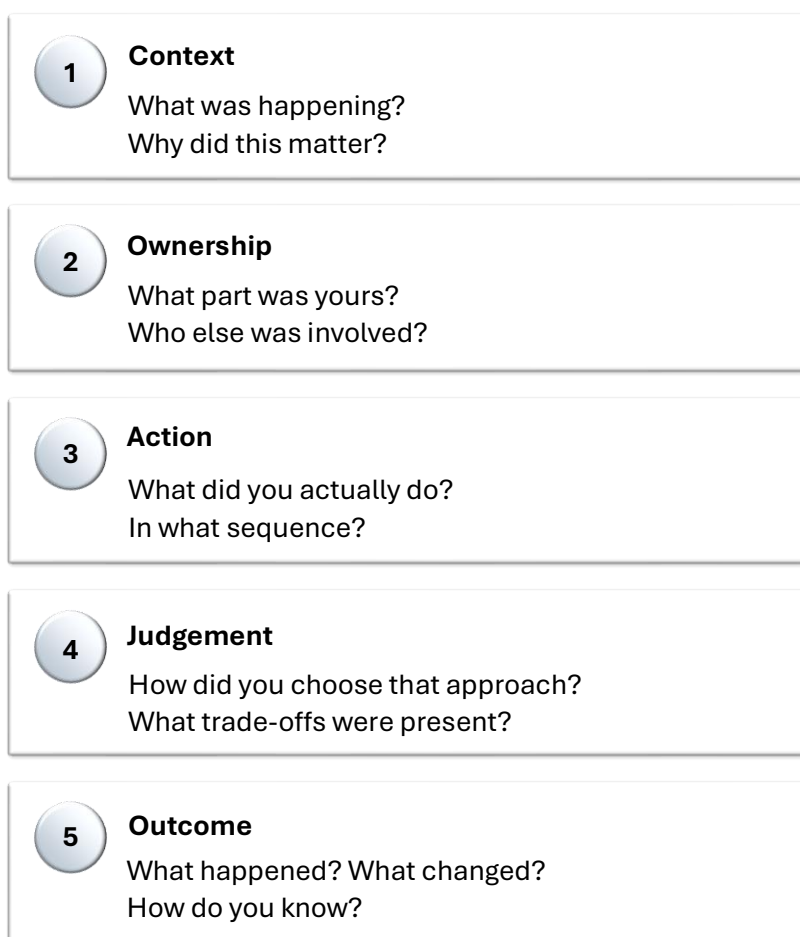 1
Context
What was happening?
Why did this matter?
2
Ownership
What part was yours?
Who else was involved?
3
Action
What did you actually do?
In what sequence?
4
Judgement
How did you choose that approach?
What trade-offs were present?
5
Outcome
What happened? What changed?
How do you know?